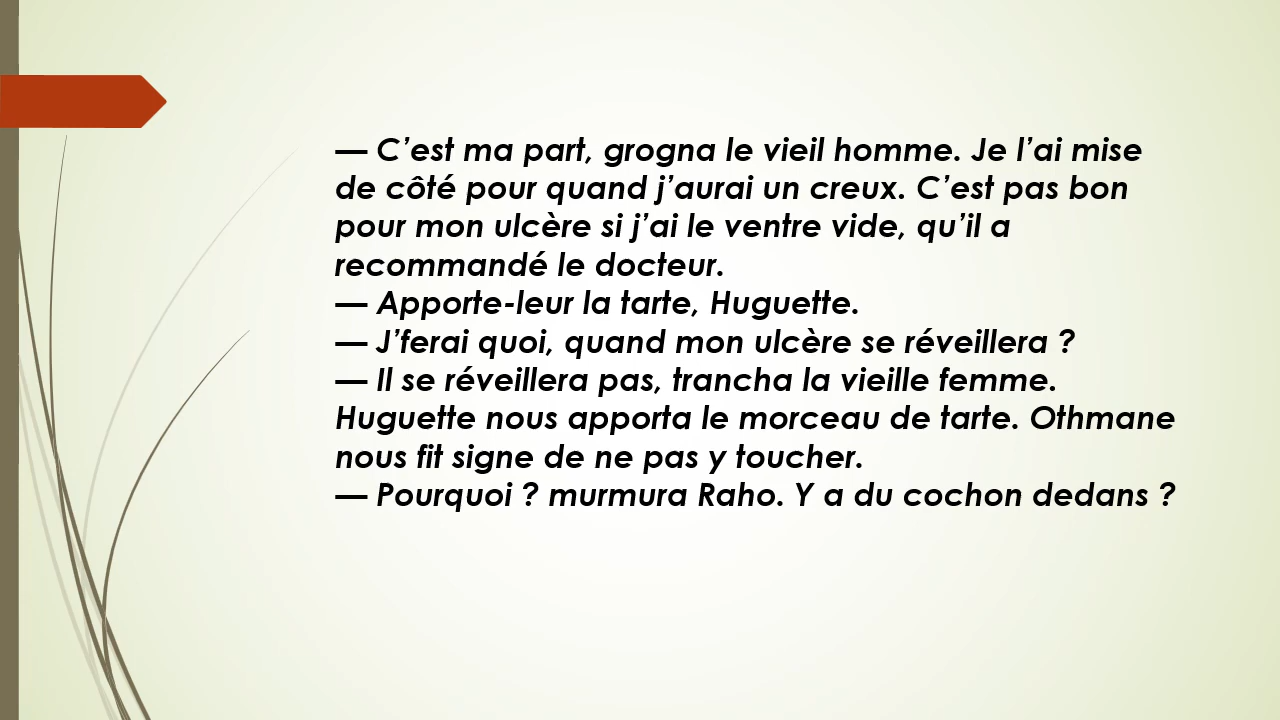 — C’est ma part, grogna le vieil homme. Je l’ai mise
de côté pour quand j’aurai un creux. C’est pas bon
pour mon ulcère si j’ai le ventre vide, qu’il a
recommandé le docteur.
— Apporte-leur la tarte, Huguette.
— J’ferai quoi, quand mon ulcère se réveillera ?
— Il se réveillera pas, trancha la vieille femme.
Huguette nous apporta le morceau de tarte. Othmane
nous fit signe de ne pas y toucher.
— Pourquoi ? murmura Raho. Y a du cochon dedans ?